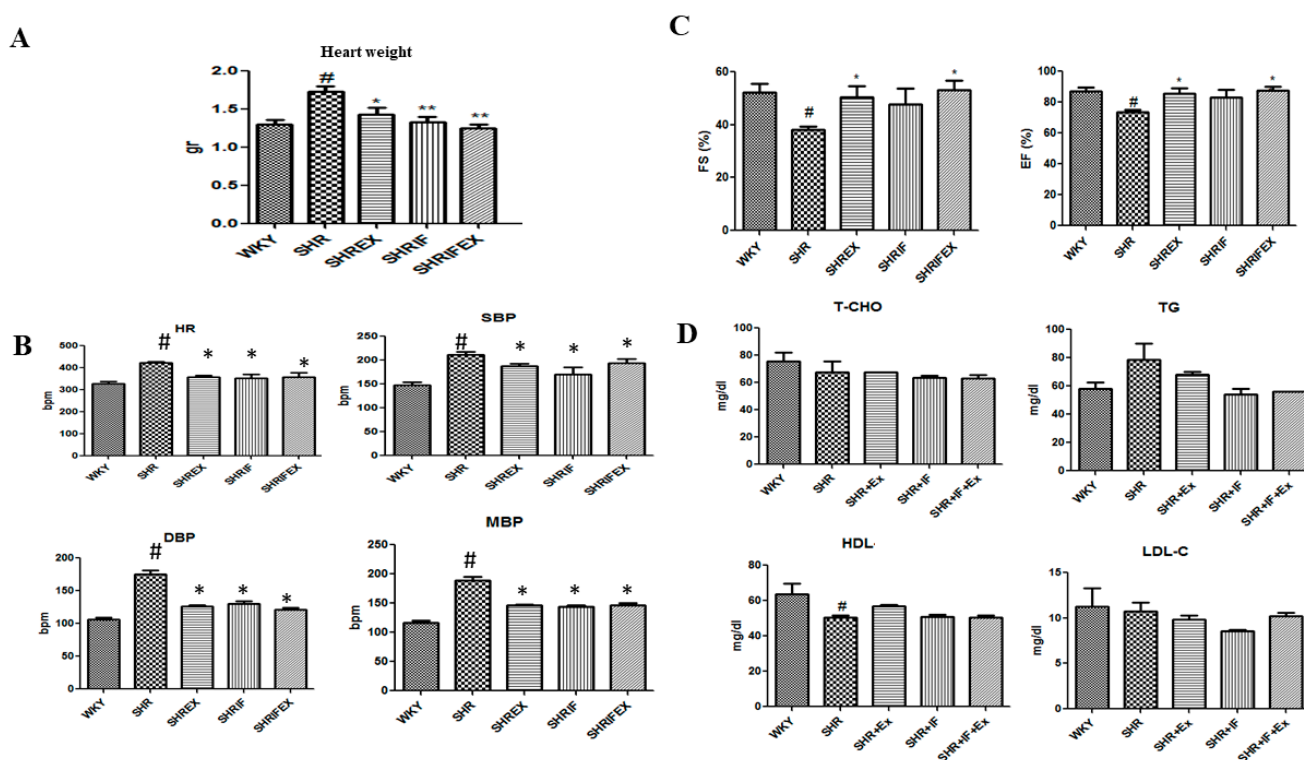 A
Heart weight
gr
2.0
1.5
1.0
0.5
0.0
#
*
**
**
WKY
SHR
SHREX
SHRIF
SHRIFEX
B
HR
bpm
500
400
300
200
100
0
#
*
*
*
WKY
SHR
SHREX
SHRIF
SHRIFEX
SBP
bpm
250
200
150
100
50
0
#
*
*
*
WKY
SHR
SHREX
SHRIF
SHRIFEX
DBP
bpm
200
150
100
50
0
#
*
*
*
WKY
SHR
SHREX
SHRIF
SHRIFEX
MBP
bpm
250
200
150
100
50
0
#
*
*
*
WKY
SHR
SHREX
SHRIF
SHRIFEX
C
FS (%)
60
40
20
0
#
*
*
WKY
SHR
SHREX
SHRIF
SHRIFEX
EF (%)
100
80
60
40
20
0
#
*
*
WKY
SHR
SHREX
SHRIF
SHRIFEX
D
T-CHO
mg/dl
100
80
60
40
20
0
WKY
SHR
SHR+Ex
SHR+IF
SHR+IF+Ex
TG
mg/dl
100
80
60
40
20
0
WKY
SHR
SHR+Ex
SHR+IF
SHR+IF+Ex
HDL-
mg/dl
80
60
40
20
0
#
WKY
SHR
SHR+Ex
SHR+IF
SHR+IF+Ex
LDL-C
mg/dl
15
10
5
0
WKY
SHR
SHR+Ex
SHR+IF
SHR+IF+Ex